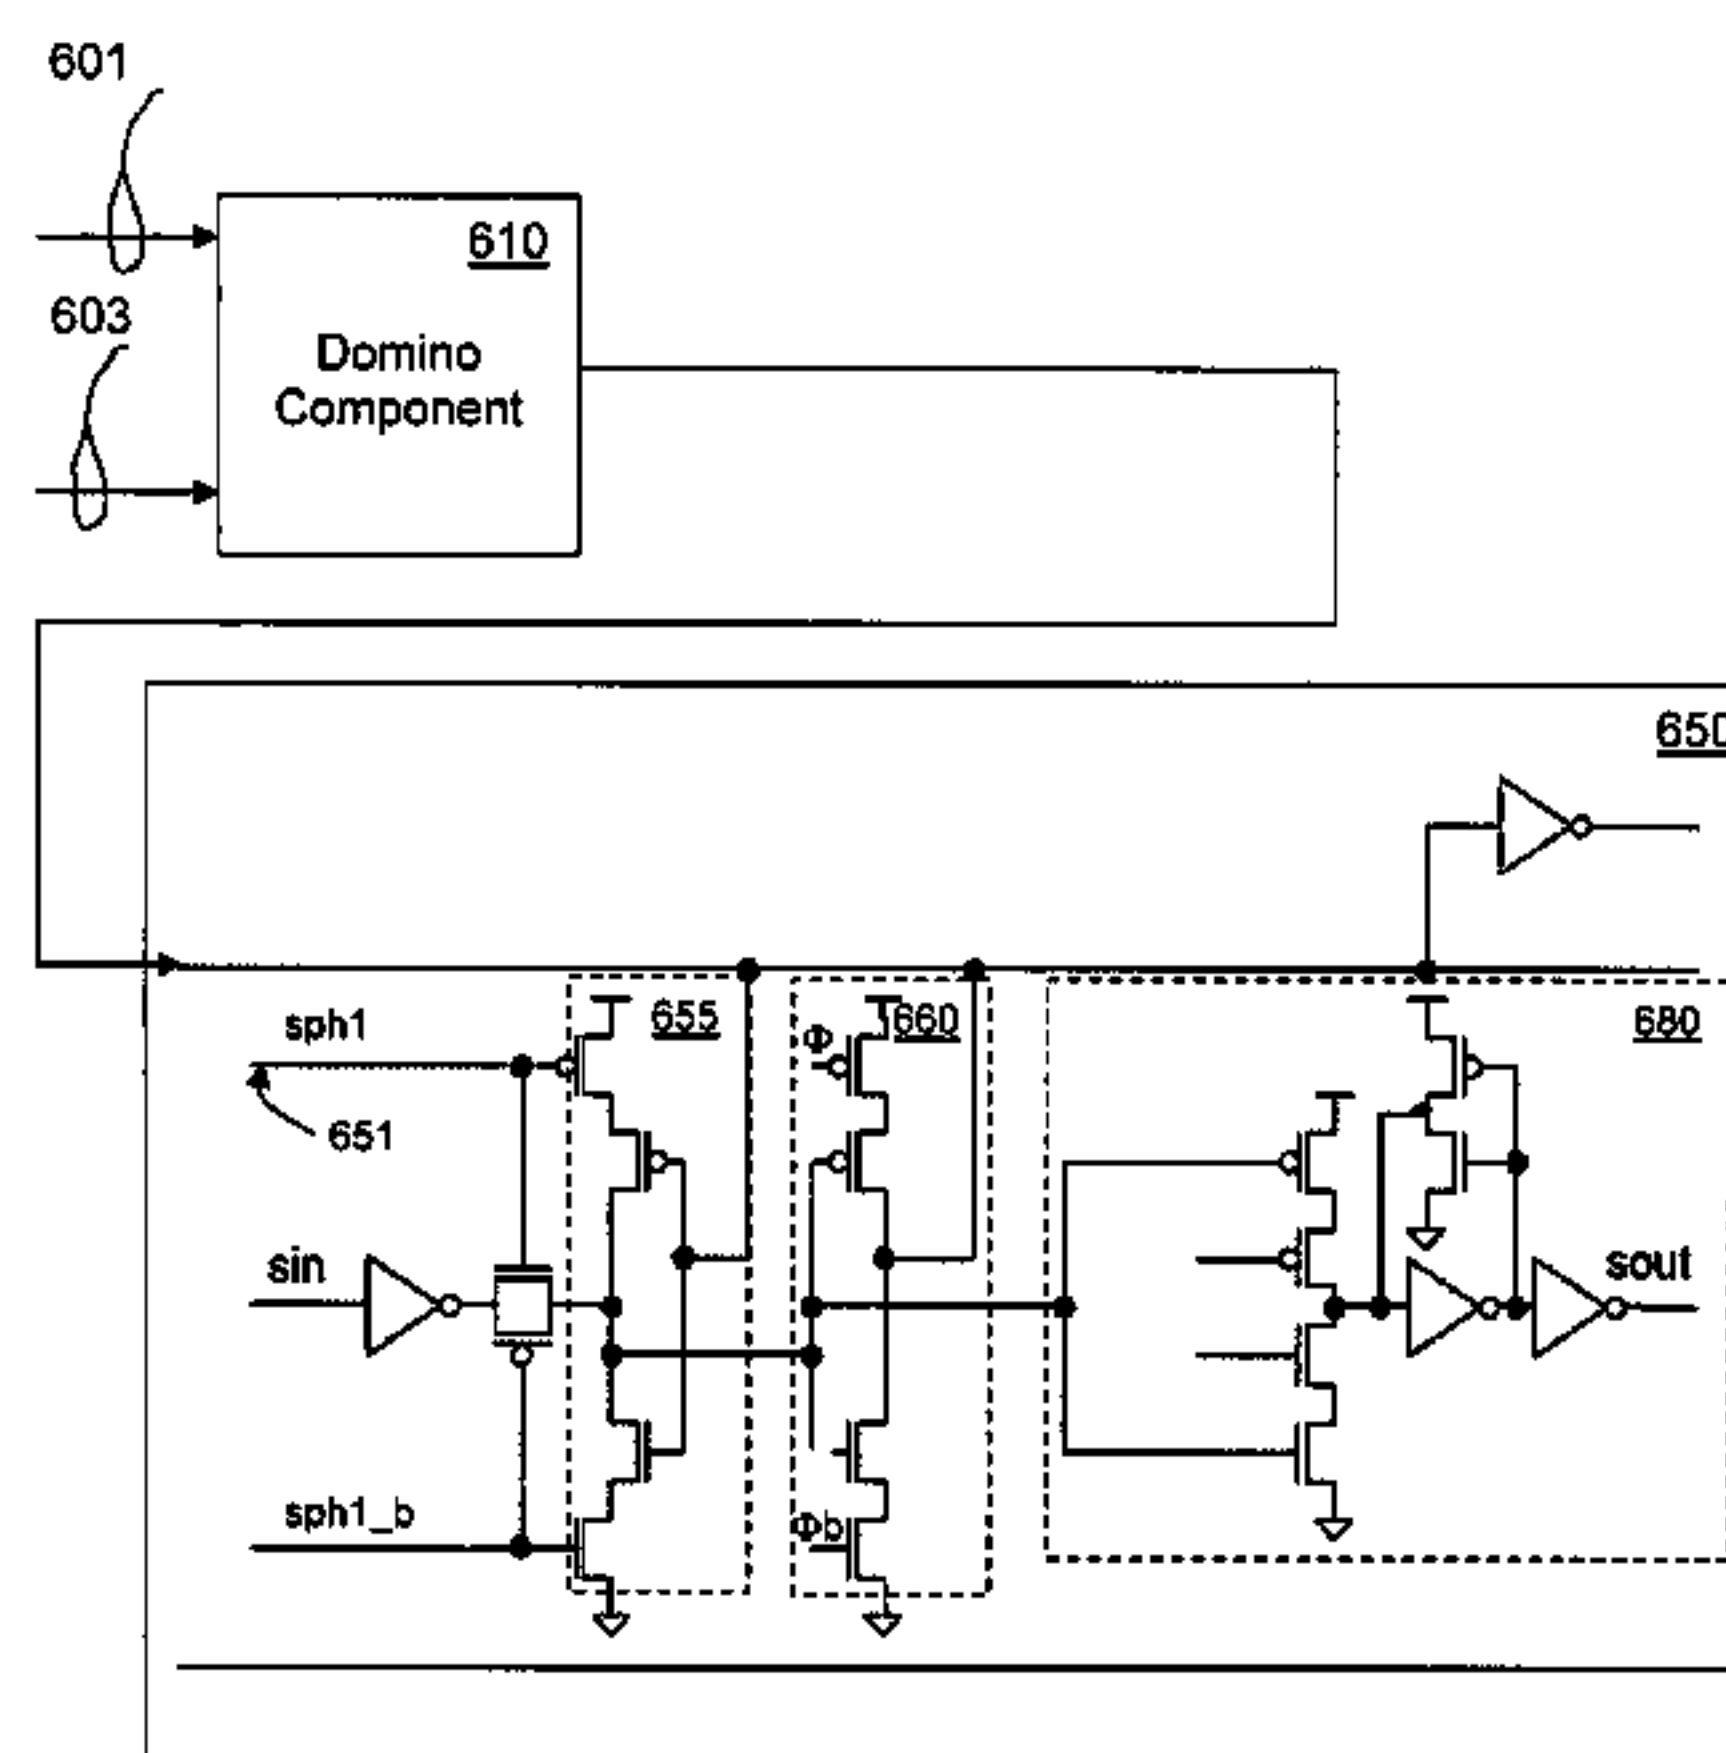 601
610
603
Domino
Component
650
sph1
655
Φ
660
680
651
sin
sout
sph1_b
Φb